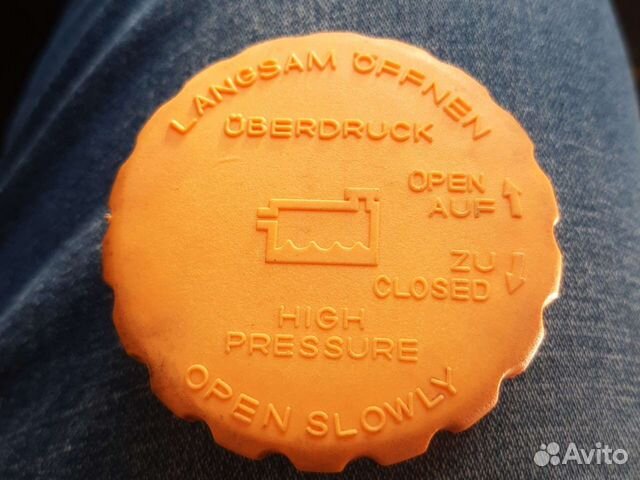 LANGSAM ÖFFNEN
ÜBERDRUCK
OPEN
AUF
ZU
CLOSED
HIGH
PRESSURE
OPEN SLOWLY
Avito